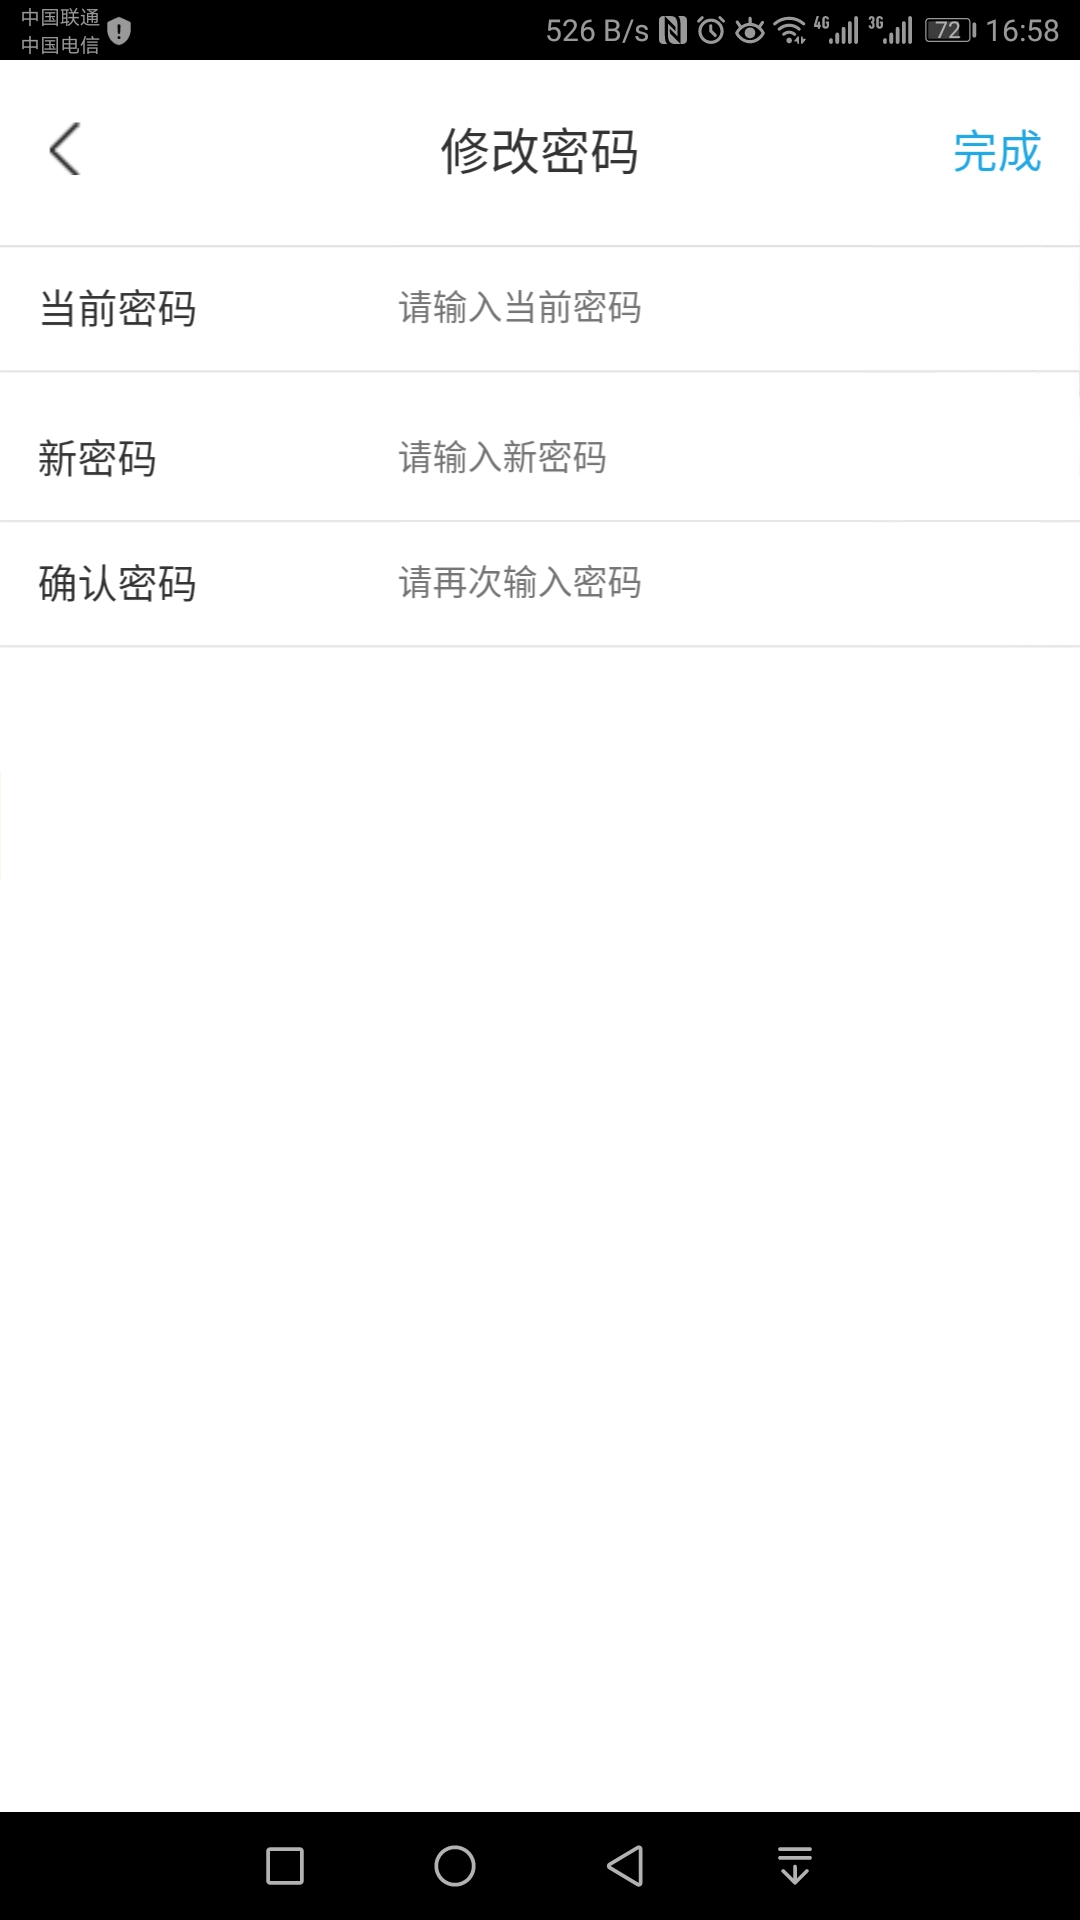 中国联通
中国电信
526 B/s 4G 3G 72 16:58
修改密码 完成
当前密码 请输入当前密码
新密码 请输入新密码
确认密码 请再次输入密码